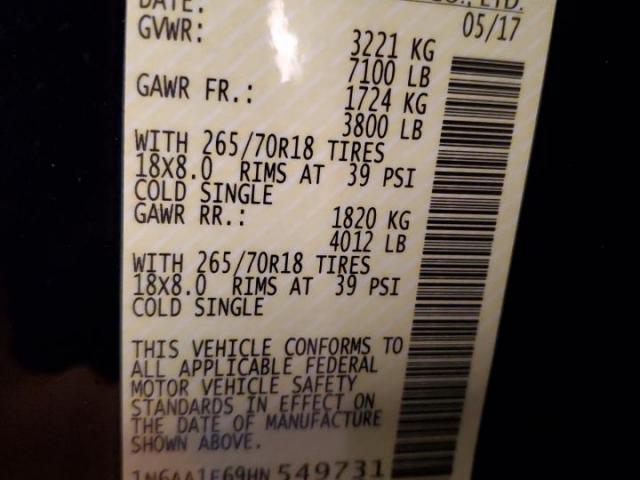 DATE: CO., LTD.
05/17
GVWR: 3221 KG
7100 LB
GAWR FR.: 1724 KG
3800 LB
WITH 265/70R18 TIRES
18X8.0 RIMS AT 39 PSI
COLD SINGLE
GAWR RR.: 1820 KG
4012 LB
WITH 265/70R18 TIRES
18X8.0 RIMS AT 39 PSI
COLD SINGLE
THIS VEHICLE CONFORMS TO
ALL APPLICABLE FEDERAL
MOTOR VEHICLE SAFETY
STANDARDS IN EFFECT ON
THE DATE OF MANUFACTURE
SHOWN ABOVE.
1N6AA1E69HN549731